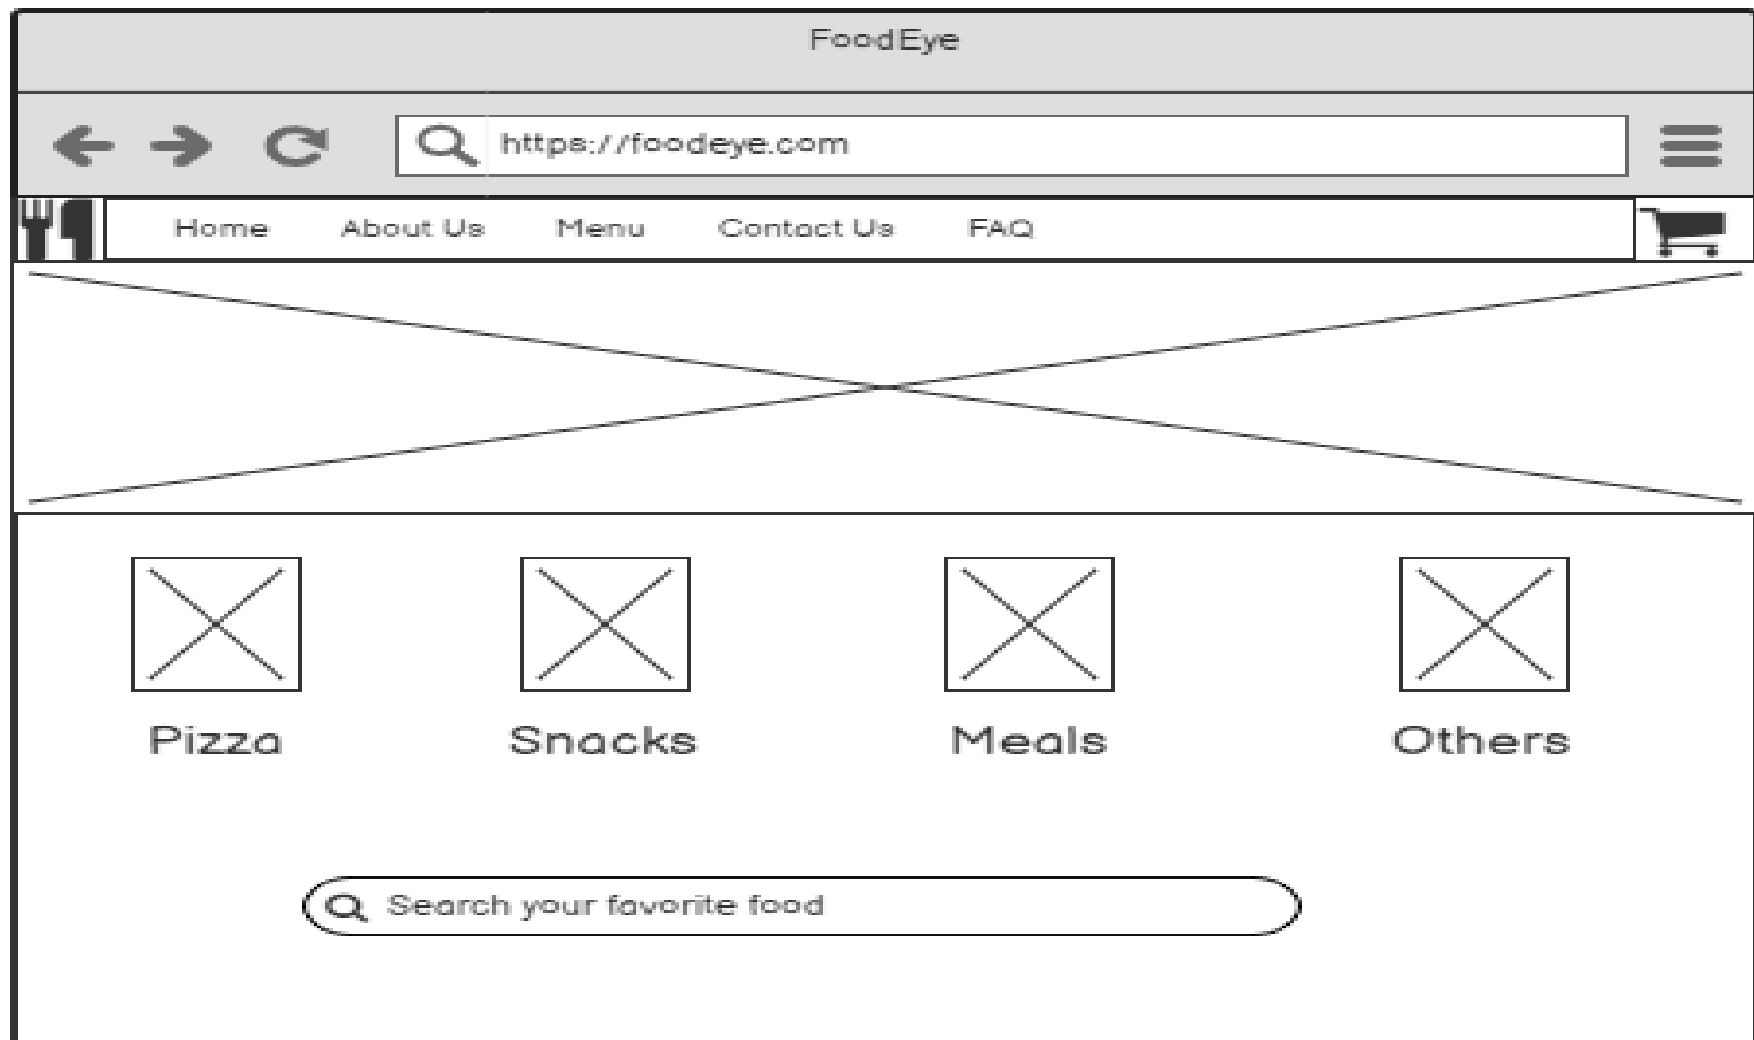 FoodEye
https://foodeye.com
Home About Us Menu Contact Us FAQ
Pizza Snacks Meals Others
Search your favorite food